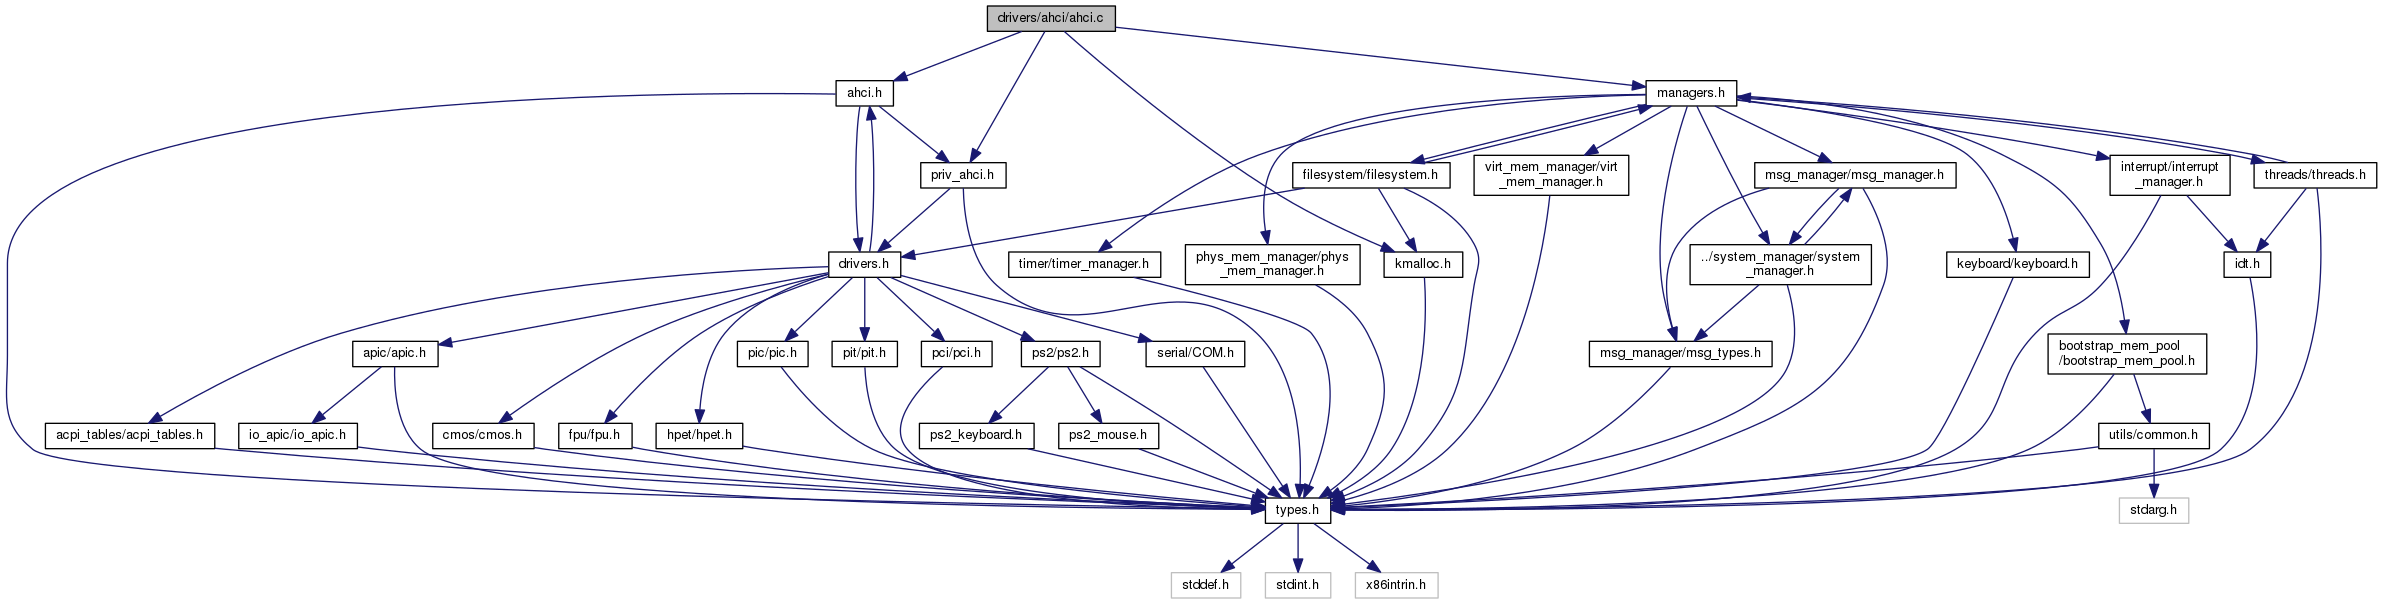 drivers/ahci/ahci.c
ahci.h
managers.h
priv_ahci.h
filesystem/filesystem.h
virt_mem_manager/virt
_mem_manager.h
msg_manager/msg_manager.h
interrupt/interrupt
_manager.h
threads/threads.h
drivers.h
timer/timer_manager.h
phys_mem_manager/phys
_mem_manager.h
kmalloc.h
../system_manager/system
_manager.h
keyboard/keyboard.h
idt.h
apic/apic.h
pic/pic.h
pit/pit.h
pci/pci.h
ps2/ps2.h
serial/COM.h
msg_manager/msg_types.h
bootstrap_mem_pool
/bootstrap_mem_pool.h
acpi_tables/acpi_tables.h
io_apic/io_apic.h
cmos/cmos.h
fpu/fpu.h
hpet/hpet.h
ps2_keyboard.h
ps2_mouse.h
utils/common.h
types.h
stdarg.h
stddef.h
stdint.h
x86intrin.h